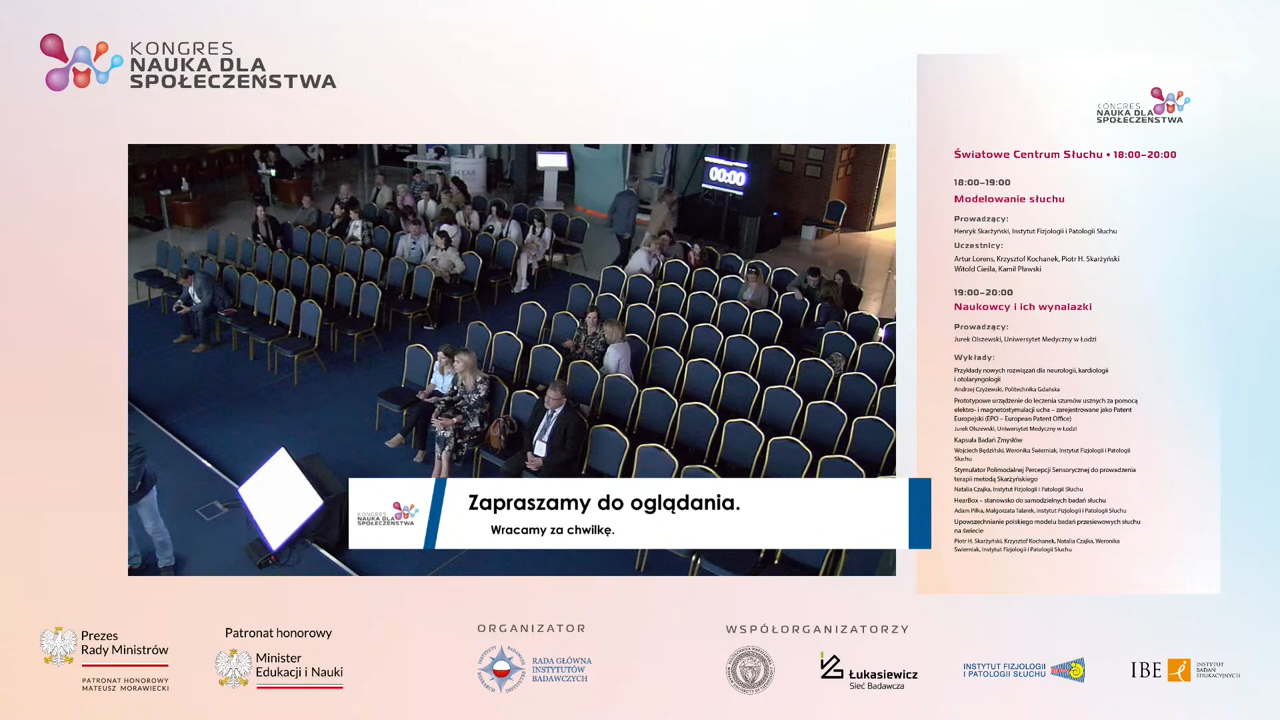 KONGRES
NAUKA DLA
SPOŁECZEŃSTWA
KONGRES
NAUKA DLA
SPOŁECZEŃSTWA
Światowe Centrum Słuchu • 18:00–20:00
18:00–19:00
Modelowanie słuchu
Prowadzący:
Henryk Skarżyński, Instytut Fizjologii i Patologii Słuchu
Uczestnicy:
Artur Lorens, Krzysztof Kochanek, Piotr H. Skarżyński
Witold Cieśla, Kamil Pławski
19:00–20:00
Naukowcy i ich wynalazki
Prowadzący:
Jurek Olszewski, Uniwersytet Medyczny w Łodzi
Wykłady:
Przykłady nowych rozwiązań dla neurologii, kardiologii
i otolaryngologii
Andrzej Czyżewski, Politechnika Gdańska
Prototypowe urządzenie do leczenia szumów usznych za pomocą
elektro- i magnetostymulacji ucha – zarejestrowane jako Patent
Europejski (EPO – European Patent Office)
Jurek Olszewski, Uniwersytet Medyczny w Łodzi
Kapsuła Badań Zmysłów
Wojciech Będziński, Weronika Świerniak, Instytut Fizjologii i Patologii
Słuchu
Stymulator Polimodalnej Percepcji Sensorycznej do prowadzenia
terapii metodą Skarżyńskiego
Natalia Czajka, Instytut Fizjologii i Patologii Słuchu
HearBox – stanowisko do samodzielnych badań słuchu
Adam Pilka, Małgorzata Talarek, Instytut Fizjologii i Patologii Słuchu
Upowszechnianie polskiego modelu badań przesiewowych słuchu
na świecie
Piotr H. Skarżyński, Krzysztof Kochanek, Natalia Czajka, Weronika
Świerniak, Instytut Fizjologii i Patologii Słuchu
00:00
KONGRES
NAUKA DLA
SPOŁECZEŃSTWA
Zapraszamy do oglądania.
Wracamy za chwilkę.
Prezes
Rady Ministrów
PATRONAT HONOROWY
MATEUSZ MORAWIECKI
Patronat honorowy
Minister
Edukacji i Nauki
ORGANIZATOR
RADA GŁÓWNA
INSTYTUTÓW
BADAWCZYCH
WSPÓŁORGANIZATORZY
Łukasiewicz
Sieć Badawcza
INSTYTUT FIZJOLOGII
I PATOLOGII SŁUCHU
IBE
INSTYTUT
BADAŃ
EDUKACYJNYCH